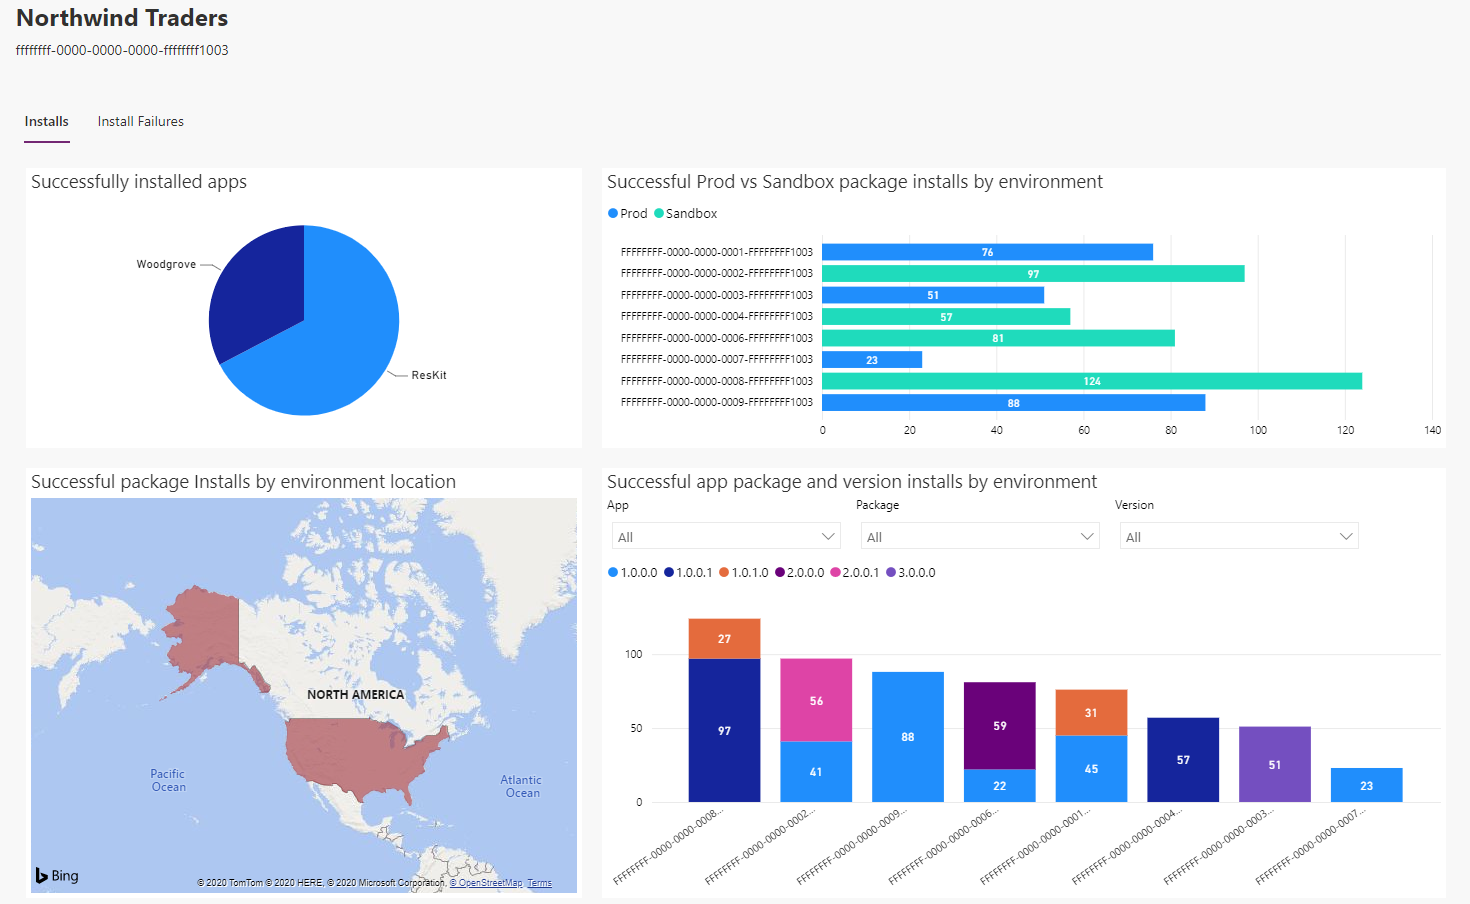 Northwind Traders
ffffffff-0000-0000-0000-ffffffff1003
Installs Install Failures
Successfully installed apps
Woodgrove
ResKit
Successful Prod vs Sandbox package installs by environment
Prod Sandbox
FFFFFFFF-0000-0000-0001-FFFFFFFF1003 76
FFFFFFFF-0000-0000-0002-FFFFFFFF1003 97
FFFFFFFF-0000-0000-0003-FFFFFFFF1003 51
FFFFFFFF-0000-0000-0004-FFFFFFFF1003 57
FFFFFFFF-0000-0000-0006-FFFFFFFF1003 81
FFFFFFFF-0000-0000-0007-FFFFFFFF1003 23
FFFFFFFF-0000-0000-0008-FFFFFFFF1003 124
FFFFFFFF-0000-0000-0009-FFFFFFFF1003 88
0 20 40 60 80 100 120 140
Successful package Installs by environment location
NORTH AMERICA
Pacific
Ocean
Atlantic
Ocean
Bing
© 2020 TomTom © 2020 HERE, © 2020 Microsoft Corporation, © OpenStreetMap Terms
Successful app package and version installs by environment
App Package Version
All All All
1.0.0.0 1.0.0.1 1.0.1.0 2.0.0.0 2.0.0.1 3.0.0.0
27
100
56
31
59
88
50
97
41
22
45
57
51
23
0
FFFFFFFF-0000-0000-0008...
FFFFFFFF-0000-0000-0002...
FFFFFFFF-0000-0000-0009...
FFFFFFFF-0000-0000-0006...
FFFFFFFF-0000-0000-0001...
FFFFFFFF-0000-0000-0004...
FFFFFFFF-0000-0000-0003...
FFFFFFFF-0000-0000-0007...